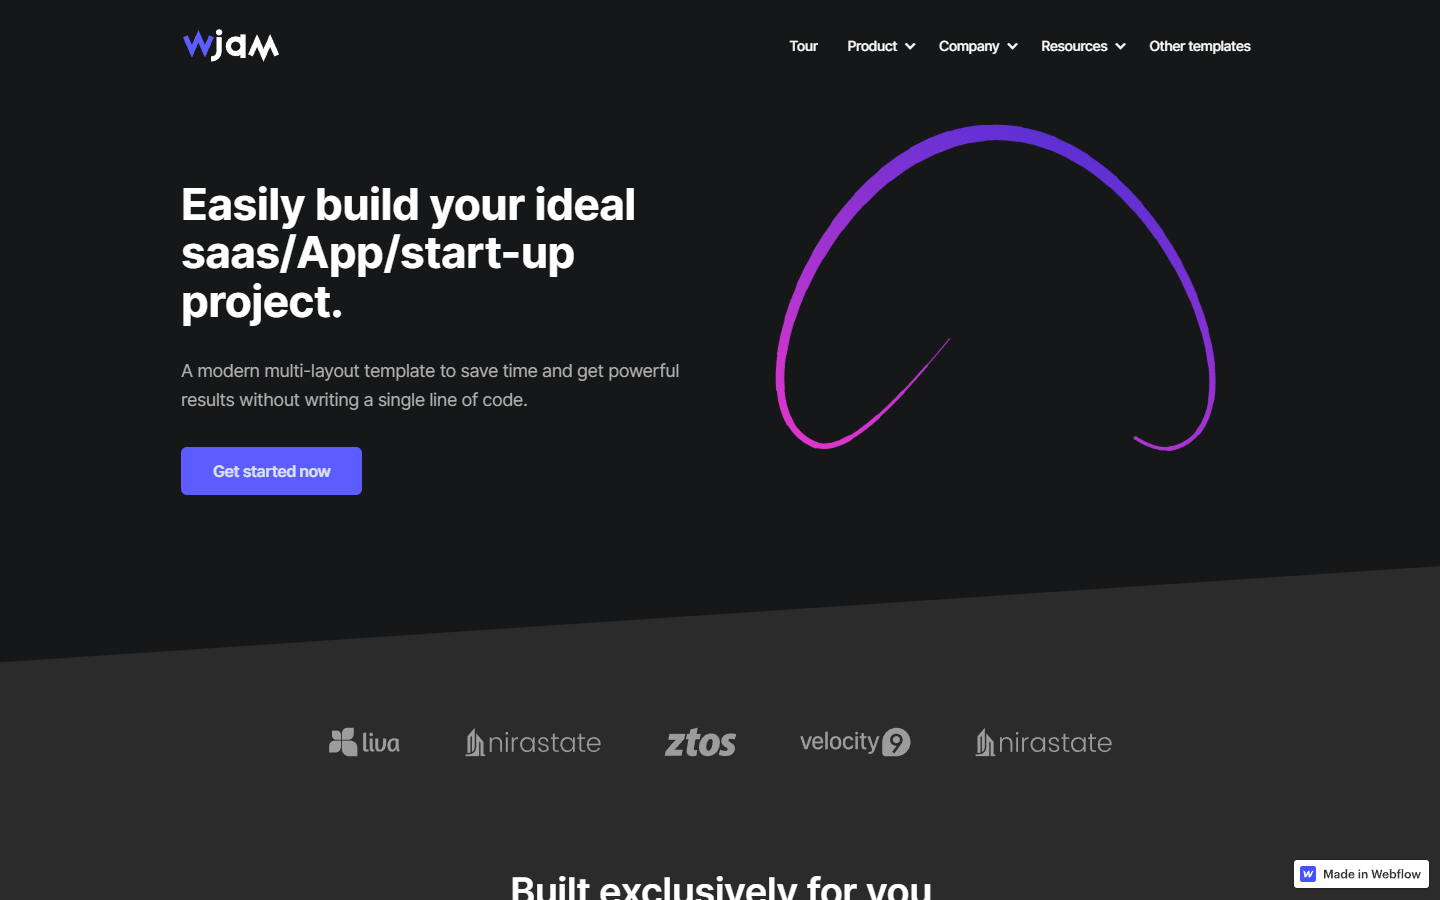 wjam
Tour Product Company Resources Other templates
Easily build your ideal
saas/App/start-up
project.
A modern multi-layout template to save time and get powerful
results without writing a single line of code.
Get started now
liva nirastate ztos velocity9 nirastate
Built exclusively for you
Made in Webflow